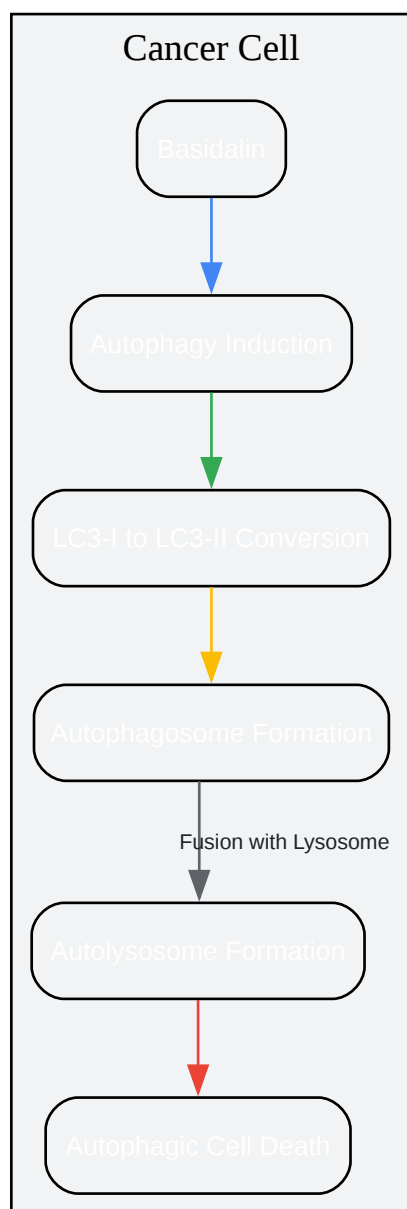 Cancer Cell
Basidalin
Autophagy Induction
LC3-I to LC3-II Conversion
Autophagosome Formation
Fusion with Lysosome
Autolysosome Formation
Autophagic Cell Death